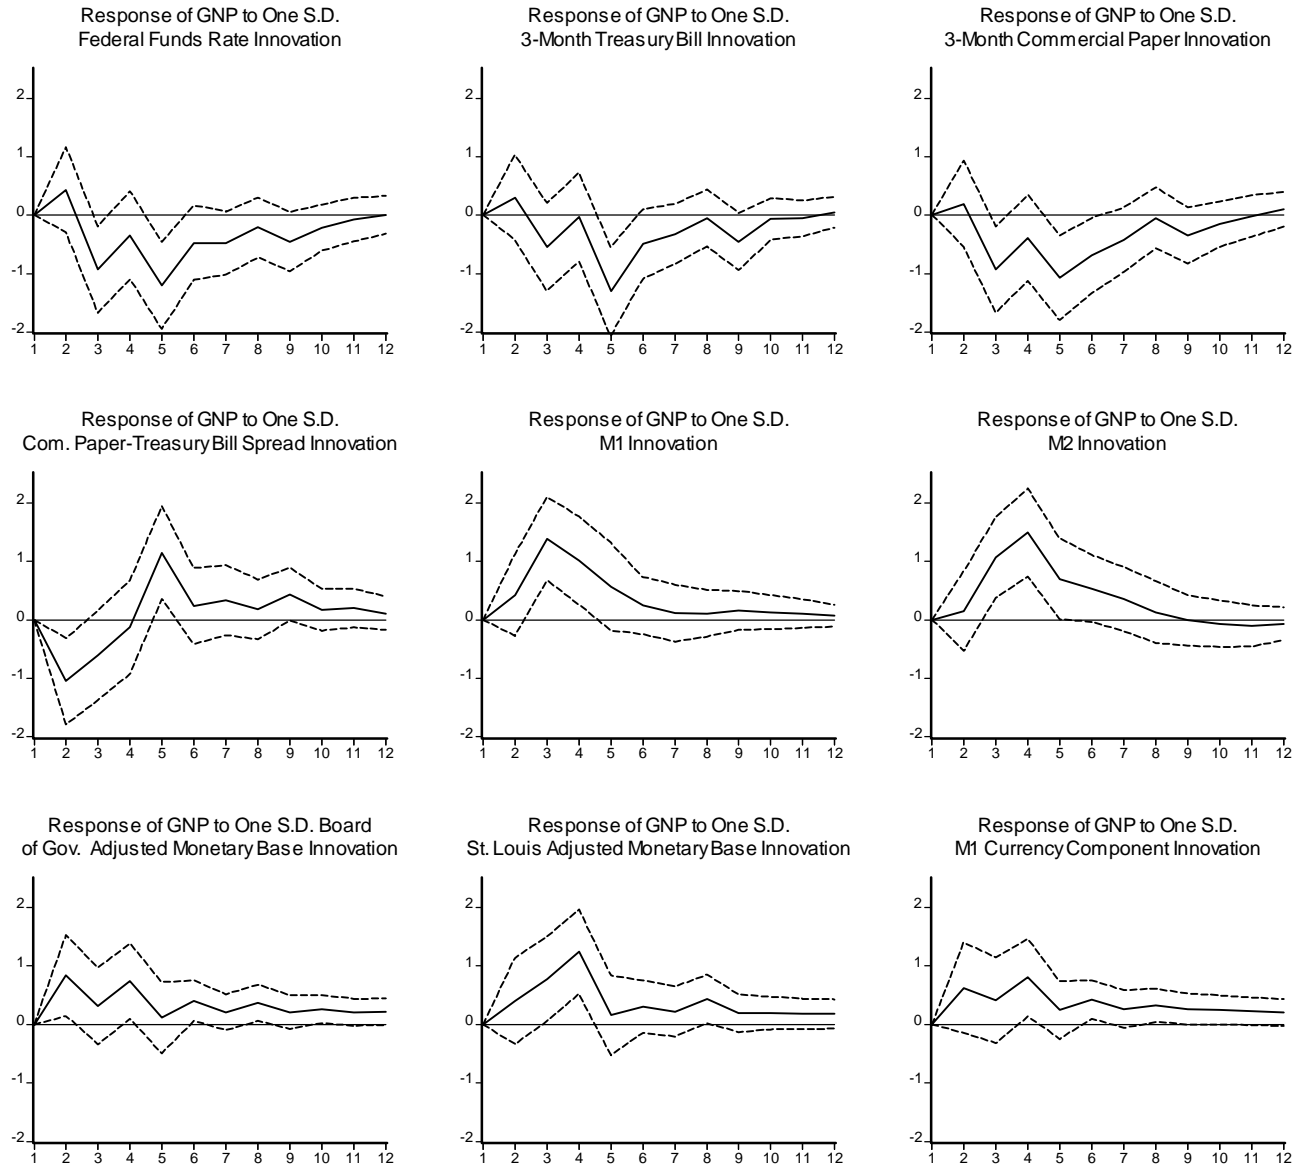 Response of GNP to One S.D.
Federal Funds Rate Innovation
2
1
0
-1
-2
1 2 3 4 5 6 7 8 9 10 11 12
Response of GNP to One S.D.
3-Month Treasury Bill Innovation
2
1
0
-1
-2
1 2 3 4 5 6 7 8 9 10 11 12
Response of GNP to One S.D.
3-Month Commercial Paper Innovation
2
1
0
-1
-2
1 2 3 4 5 6 7 8 9 10 11 12
Response of GNP to One S.D.
Com. Paper-Treasury Bill Spread Innovation
2
1
0
-1
-2
1 2 3 4 5 6 7 8 9 10 11 12
Response of GNP to One S.D.
M1 Innovation
2
1
0
-1
-2
1 2 3 4 5 6 7 8 9 10 11 12
Response of GNP to One S.D.
M2 Innovation
2
1
0
-1
-2
1 2 3 4 5 6 7 8 9 10 11 12
Response of GNP to One S.D. Board
of Gov. Adjusted Monetary Base Innovation
2
1
0
-1
-2
1 2 3 4 5 6 7 8 9 10 11 12
Response of GNP to One S.D.
St. Louis Adjusted Monetary Base Innovation
2
1
0
-1
-2
1 2 3 4 5 6 7 8 9 10 11 12
Response of GNP to One S.D.
M1 Currency Component Innovation
2
1
0
-1
-2
1 2 3 4 5 6 7 8 9 10 11 12